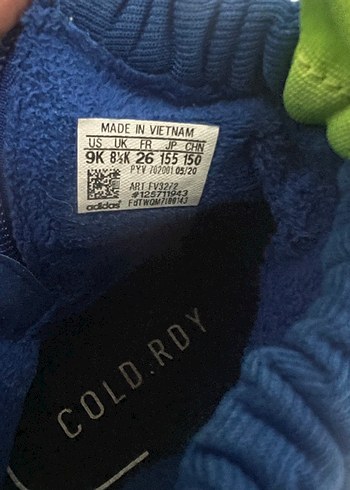 MADE IN VIETNAM
US UK FR JP CHN
9K 8½K 26 155 150
PYV 702001 05/20
ART FV3272
#125711943
adidas
COLD.RDY